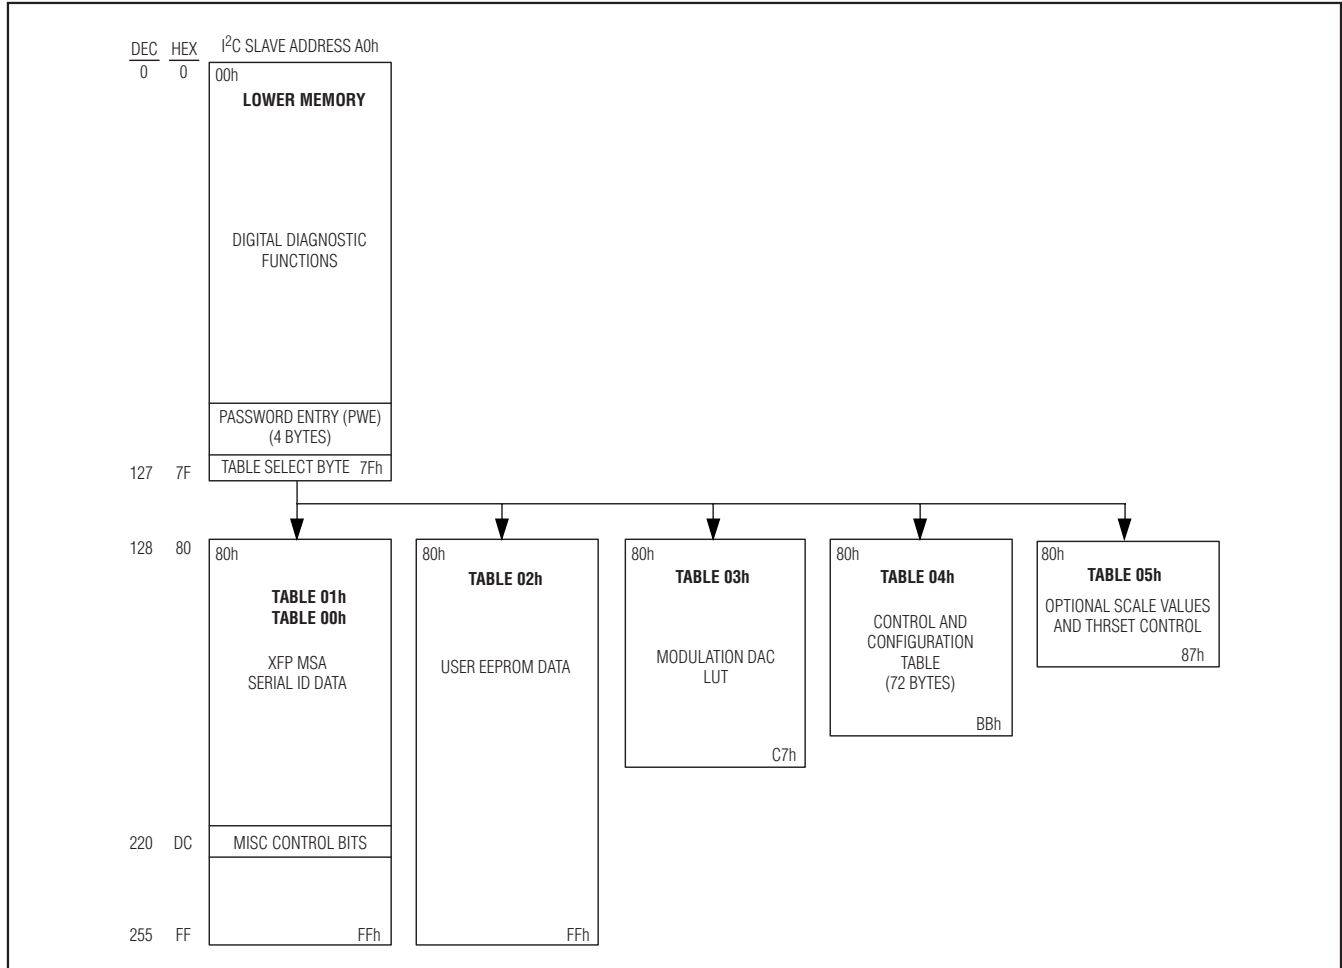 DEC HEX I²C SLAVE ADDRESS A0h
0 0 00h
LOWER MEMORY
DIGITAL DIAGNOSTIC
FUNCTIONS
PASSWORD ENTRY (PWE)
(4 BYTES)
127 7F TABLE SELECT BYTE 7Fh
128 80
80h
TABLE 01h
TABLE 00h
XFP MSA
SERIAL ID DATA
220 DC MISC CONTROL BITS
255 FF FFh
80h
TABLE 02h
USER EEPROM DATA
FFh
80h
TABLE 03h
MODULATION DAC
LUT
C7h
80h
TABLE 04h
CONTROL AND
CONFIGURATION
TABLE
(72 BYTES)
BBh
80h
TABLE 05h
OPTIONAL SCALE VALUES
AND THRSET CONTROL
87h